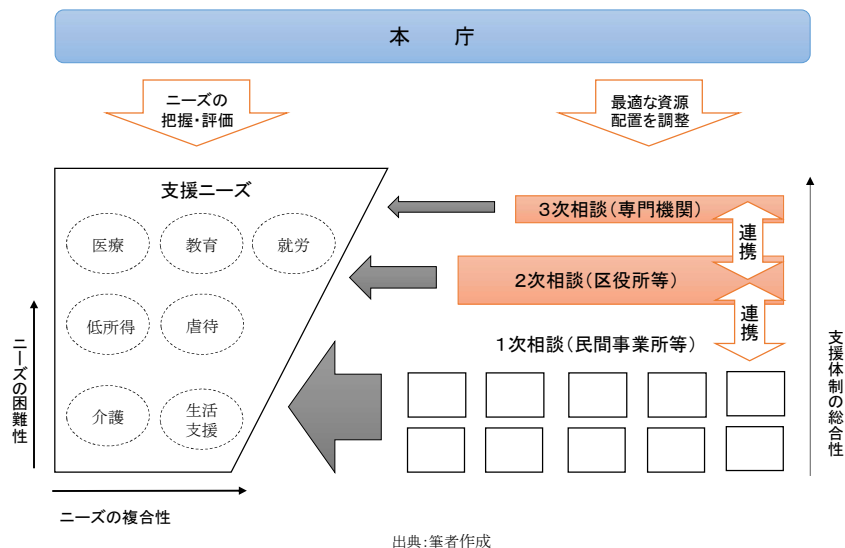 本　　庁
ニーズの
把握・評価
最適な資源
配置を調整
支援ニーズ
医療
教育
就労
低所得
虐待
介護
生活
支援
3次相談(専門機関)
連携
2次相談(区役所等)
連携
1次相談(民間事業所等)
ニーズの困難性
ニーズの複合性
支援体制の総合性
出典:筆者作成